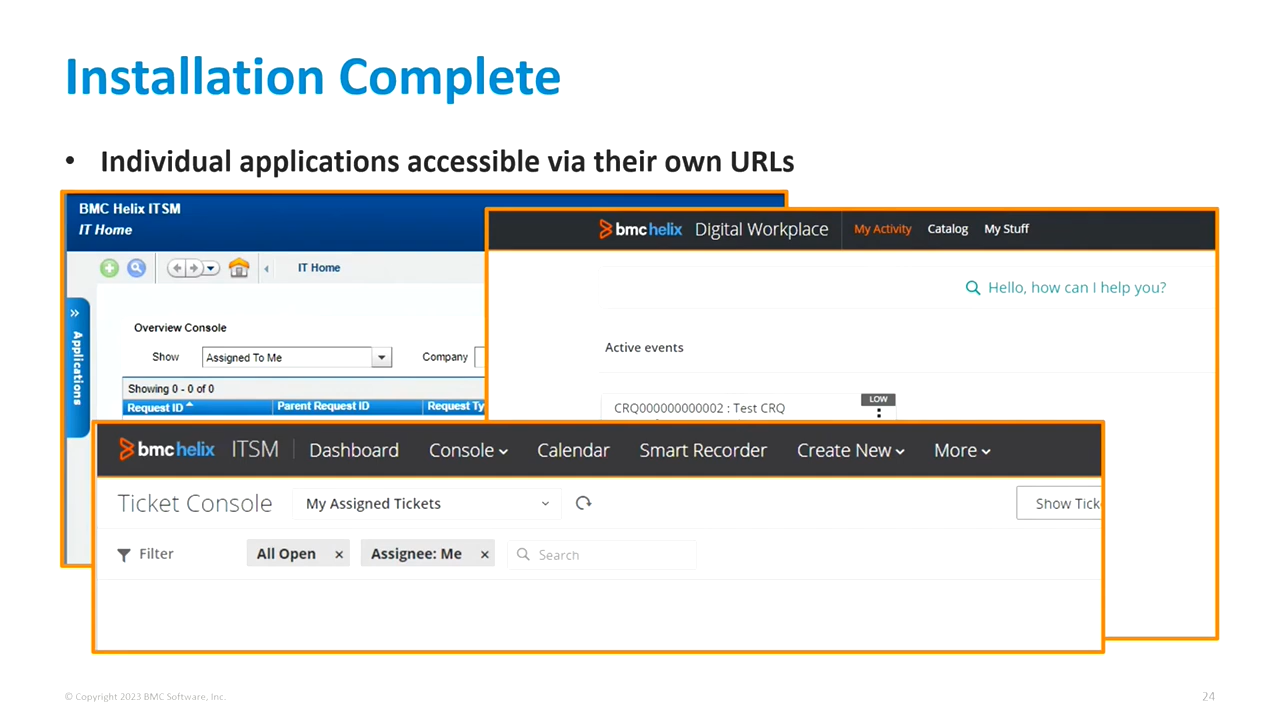 Installation Complete
• Individual applications accessible via their own URLs
BMC Helix ITSM
IT Home
IT Home
Applications
Overview Console
Show Assigned To Me Company
Showing 0 - 0 of 0
Request ID Parent Request ID Request Ty
bmchelix Digital Workplace My Activity Catalog My Stuff
Hello, how can I help you?
Active events
CRQ000000000002 : Test CRQ LOW
bmchelix ITSM Dashboard Console Calendar Smart Recorder Create New More
Ticket Console My Assigned Tickets Show Tick
Filter All Open × Assignee: Me × Search
© Copyright 2023 BMC Software, Inc.
24